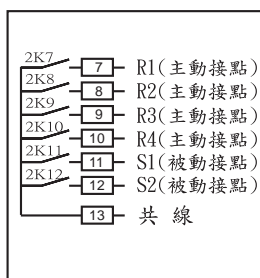 2K7 7 R1(主動接點)
2K8 8 R2(主動接點)
2K9 9 R3(主動接點)
2K10 10 R4(主動接點)
2K11 11 S1(被動接點)
2K12 12 S2(被動接點)
13 共 線